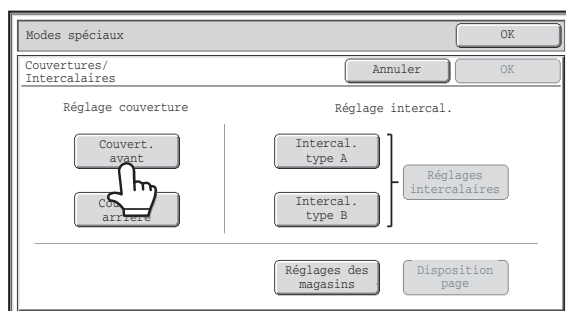 Modes spéciaux
OK
Couvertures/
Intercalaires
Annuler
OK
Réglage couverture
Réglage intercal.
Couvert.
avant
Intercal.
type A
Réglages
intercalaires
arrière
Intercal.
type B
Réglages des
magasins
Disposition
page